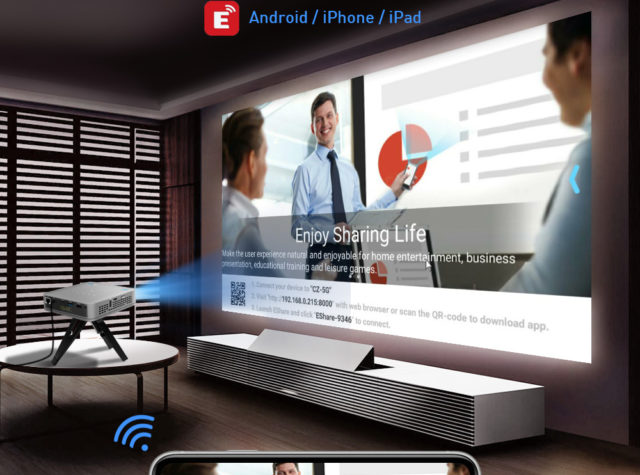 E Android / iPhone / iPad
Enjoy Sharing Life
Make the user experience natural and enjoyable for home entertainment, business
presentation, educational training and leisure games.
1. Connect your device to "CZ-5G"
2. Visit "http://192.168.0.215:8000" with web browser or scan the QR-code to download app.
3. Launch EShare and click "EShare-9346" to connect.